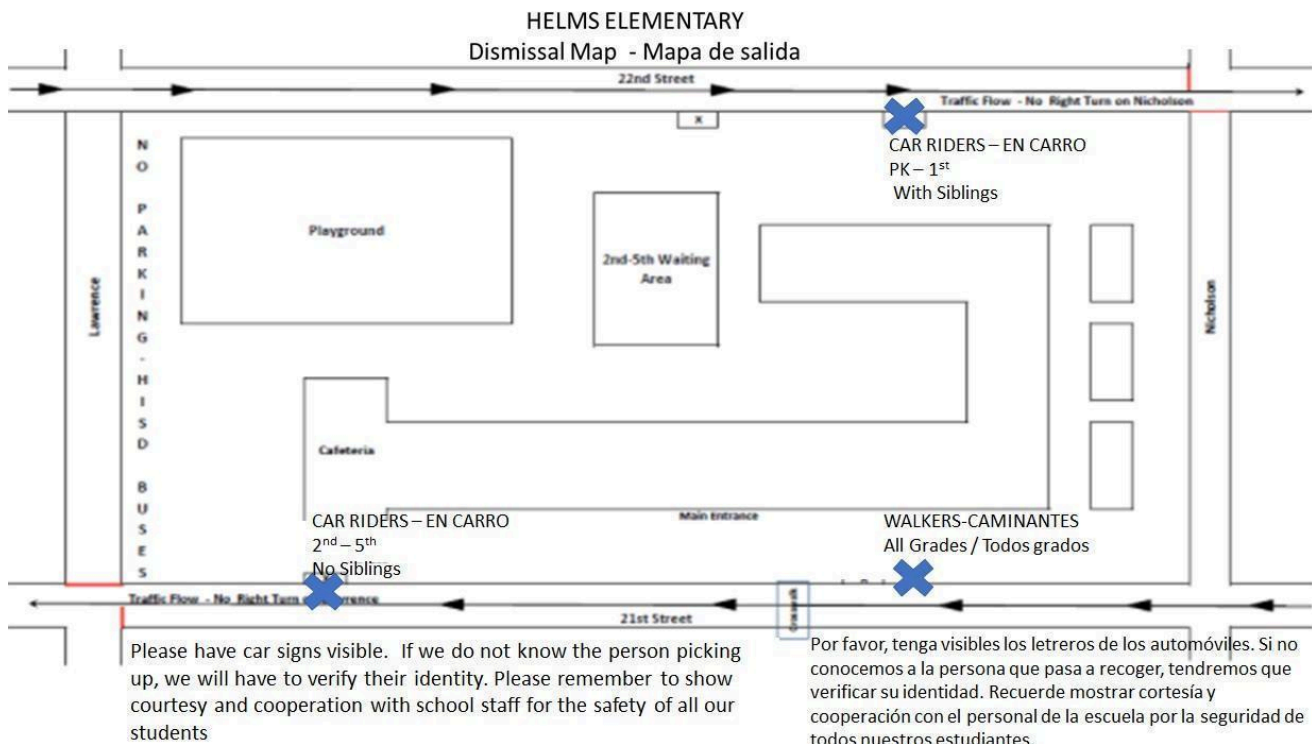 HELMS ELEMENTARY
Dismissal Map - Mapa de salida
22nd Street
Traffic Flow - No Right Turn on Nicholson
X
CAR RIDERS – EN CARRO
PK – 1st
With Siblings
NO PARKING-HISD BUSES
Lawrence
Playground
2nd-5th Waiting
Area
Nicholson
Cafeteria
Main Entrance
CAR RIDERS – EN CARRO
2nd – 5th
No Siblings
WALKERS-CAMINANTES
All Grades / Todos grados
Traffic Flow - No Right Turn
21st Street
Crosswalk
Please have car signs visible. If we do not know the person picking
up, we will have to verify their identity. Please remember to show
courtesy and cooperation with school staff for the safety of all our
students
Por favor, tenga visibles los letreros de los automóviles. Si no
conocemos a la persona que pasa a recoger, tendremos que
verificar su identidad. Recuerde mostrar cortesía y
cooperación con el personal de la escuela por la seguridad de
todos nuestros estudiantes.